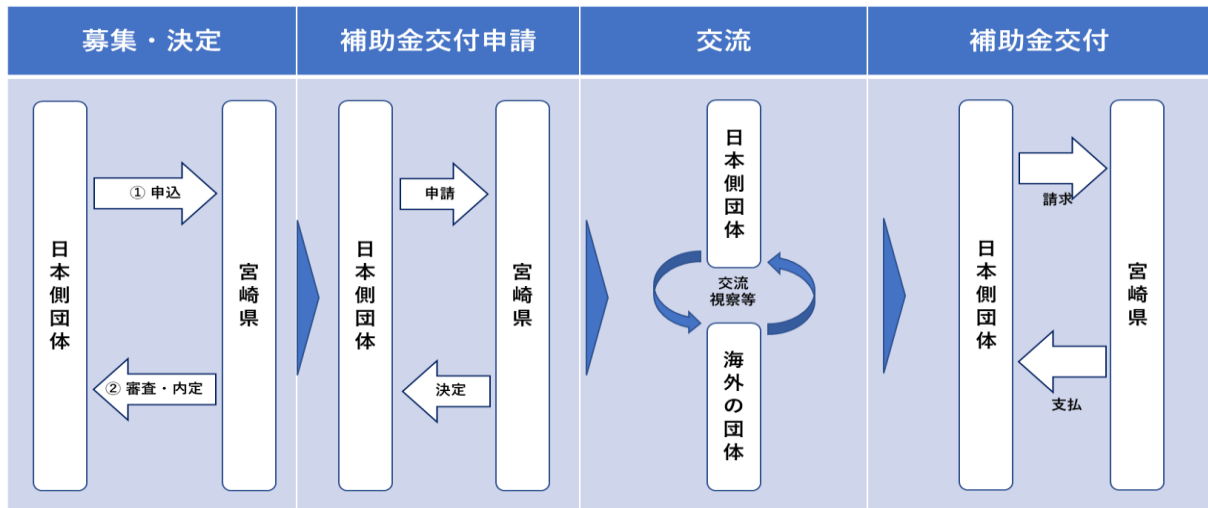 募集・決定
補助金交付申請
交流
補助金交付
日本側団体
① 申込
② 審査・内定
宮崎県
日本側団体
申請
決定
宮崎県
日本側団体
交流
視察等
海外の団体
日本側団体
請求
支払
宮崎県